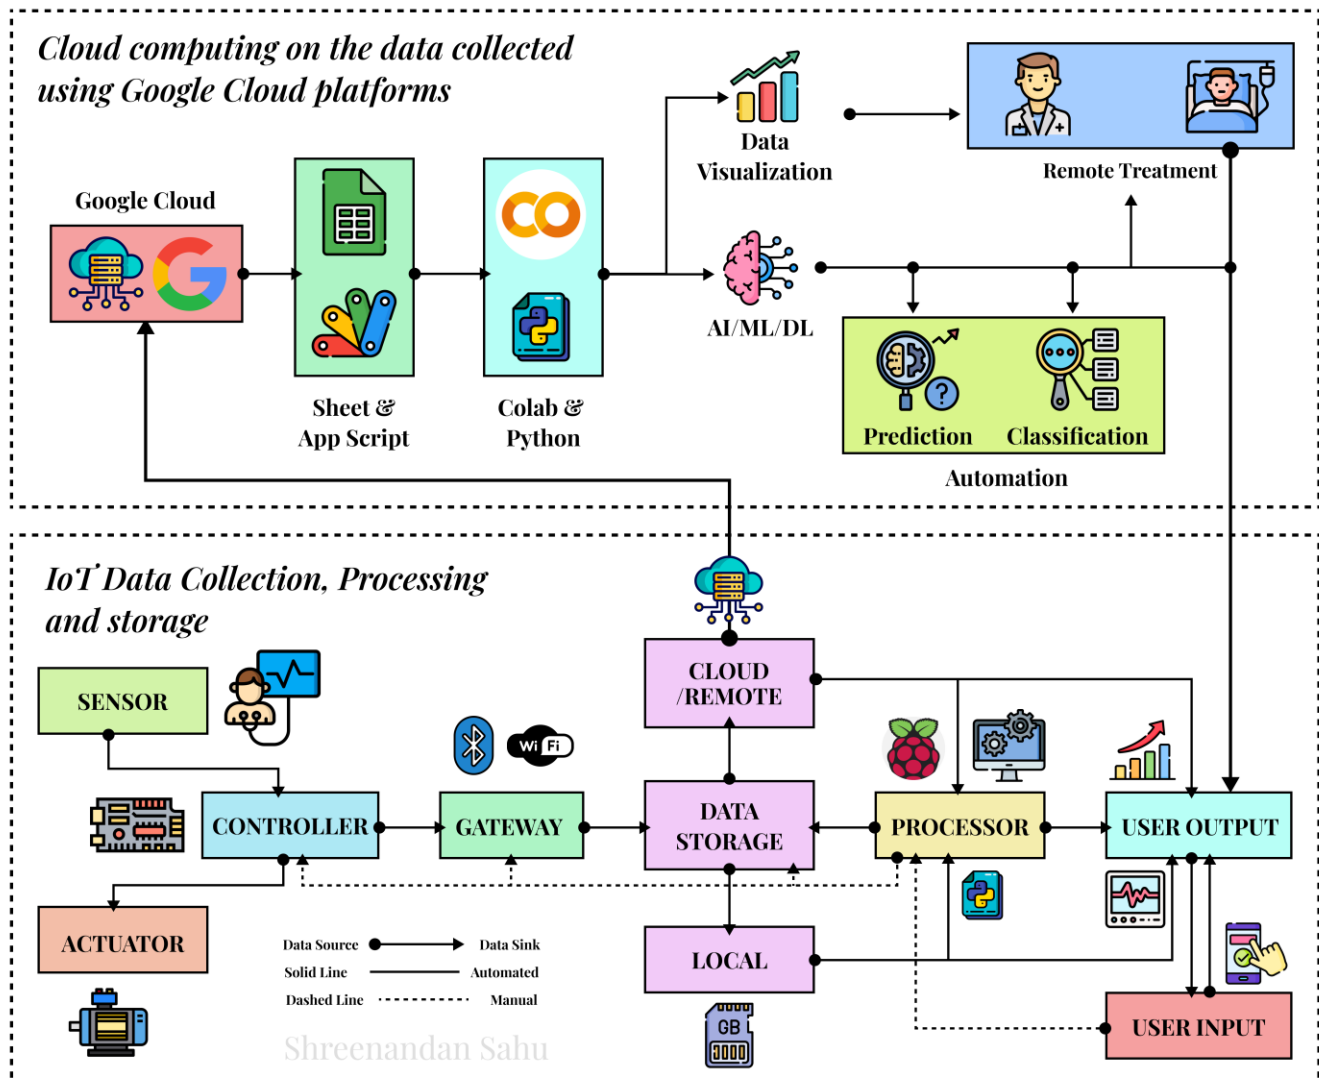 Cloud computing on the data collected
using Google Cloud platforms
Data
Visualization
Remote Treatment
Google Cloud
AI/ML/DL
Sheet &
App Script
Colab &
Python
Prediction
Classification
Automation
IoT Data Collection, Processing
and storage
SENSOR
CLOUD
/REMOTE
Wi Fi
CONTROLLER
GATEWAY
DATA
STORAGE
PROCESSOR
USER OUTPUT
ACTUATOR
Data Source
Data Sink
Solid Line
Automated
Dashed Line
Manual
LOCAL
GB
USER INPUT
Shreenandan Sahu